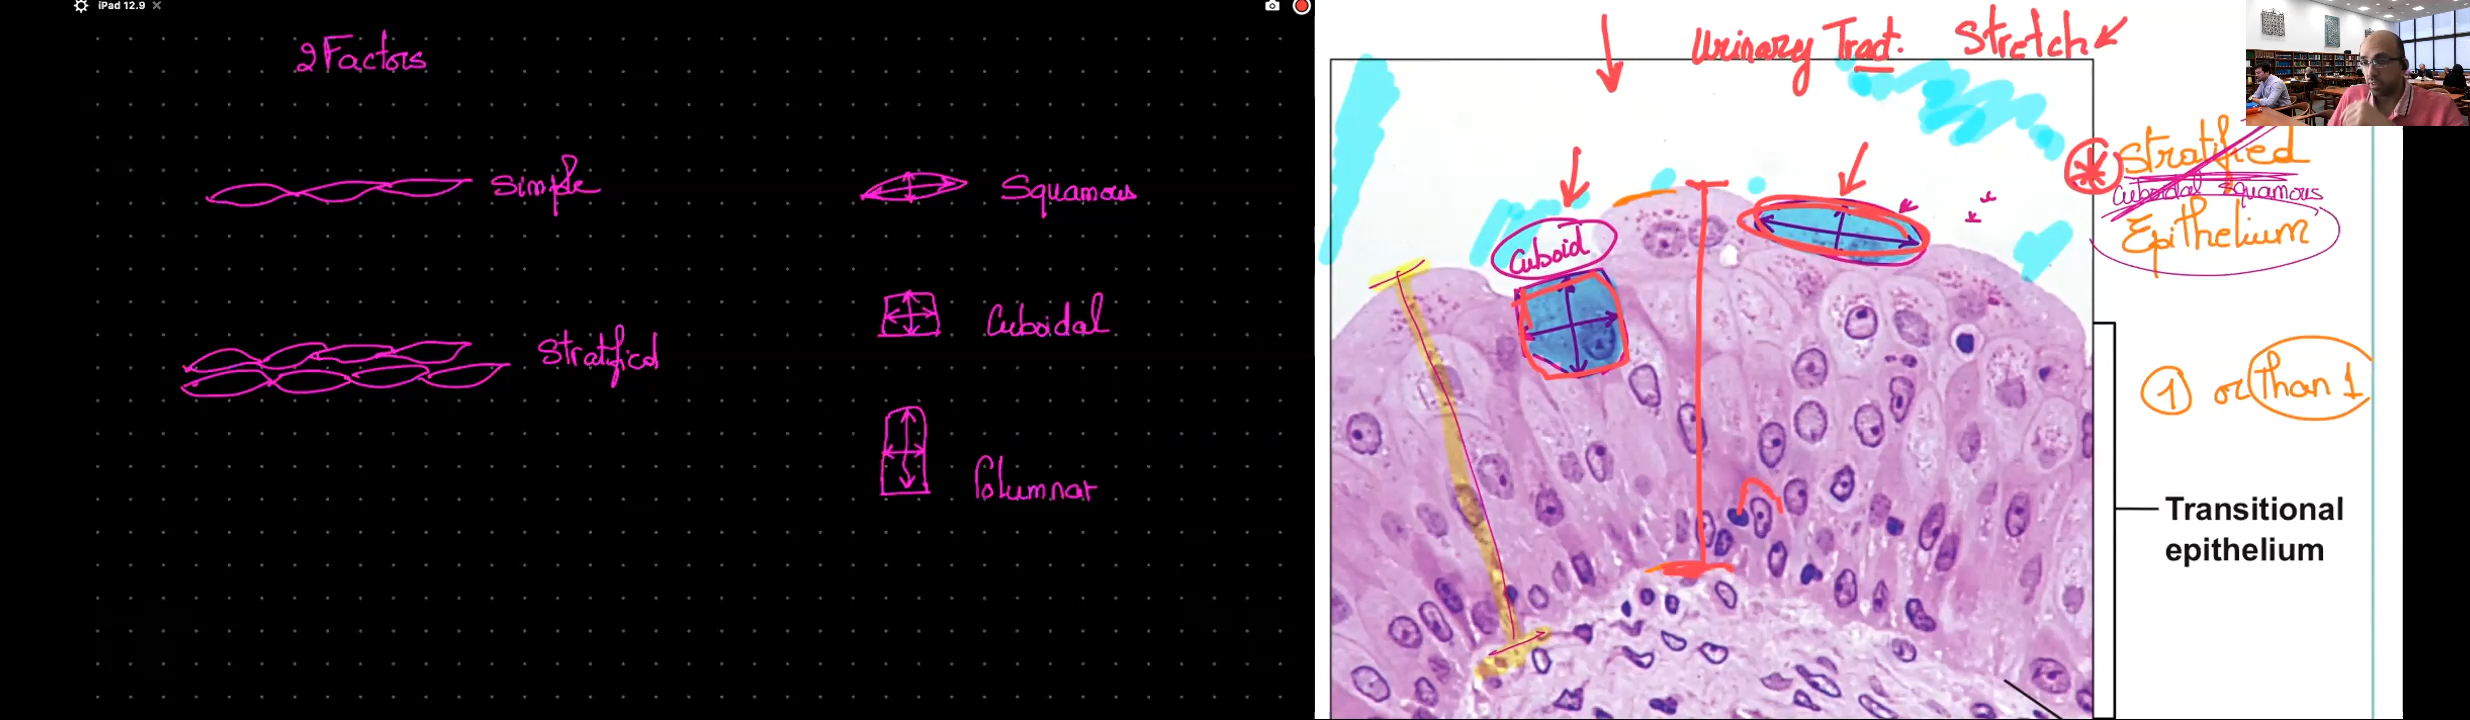 iPad 12.9
2 Factors
Simple
Stratified
Squamous
Cuboidal
Columnar
Urinary Tract. Stretch
Stratified
Cuboidal squamous
Epithelium
Cuboid
1 or than 1
Transitional
epithelium